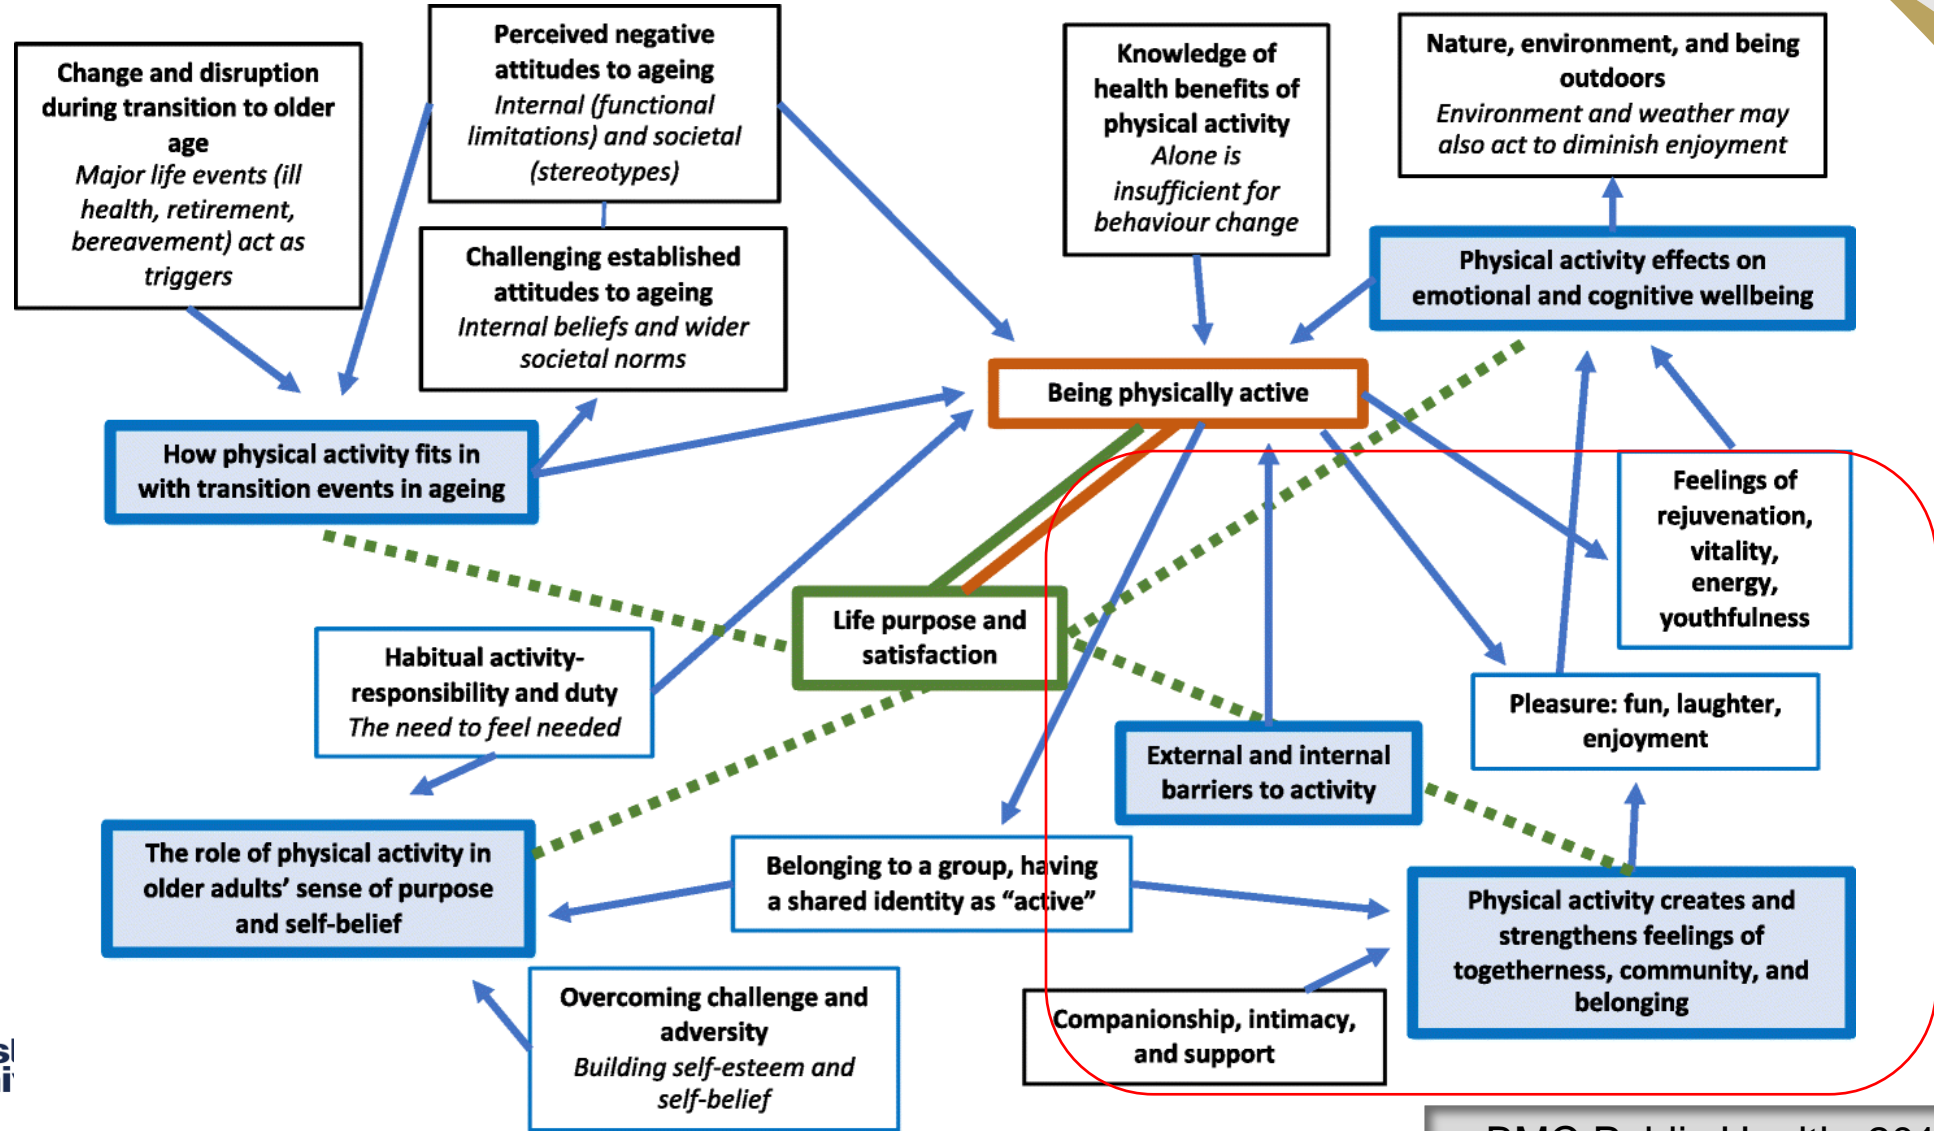 Change and disruption
during transition to older
age
Major life events (ill
health, retirement,
bereavement) act as
triggers
Perceived negative
attitudes to ageing
Internal (functional
limitations) and societal
(stereotypes)
Knowledge of
health benefits of
physical activity
Alone is
insufficient for
behaviour change
Nature, environment, and being
outdoors
Environment and weather may
also act to diminish enjoyment
Challenging established
attitudes to ageing
Internal beliefs and wider
societal norms
Physical activity effects on
emotional and cognitive wellbeing
Being physically active
How physical activity fits in
with transition events in ageing
Feelings of
rejuvenation,
vitality,
energy,
youthfulness
Life purpose and
satisfaction
Habitual activity-
responsibility and duty
The need to feel needed
Pleasure: fun, laughter,
enjoyment
External and internal
barriers to activity
The role of physical activity in
older adults’ sense of purpose
and self-belief
Belonging to a group, having
a shared identity as “active”
Physical activity creates and
strengthens feelings of
togetherness, community, and
belonging
Overcoming challenge and
adversity
Building self-esteem and
self-belief
Companionship, intimacy,
and support
BMC Public Health